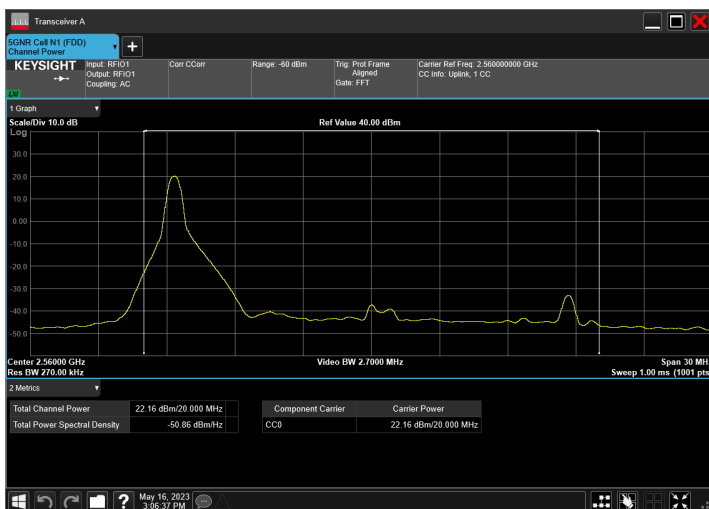 Transceiver A
5GNR Cell N1 (FDD)
Channel Power
KEYSIGHT
LXI
Input: RFIO1
Output: RFIO1
Coupling: AC
Corr CCorr
Range: -60 dBm
Trig: Prot Frame
Aligned
Gate: FFT
Carrier Ref Freq: 2.560000000 GHz
CC Info: Uplink, 1 CC
1 Graph
Scale/Div 10.0 dB
Ref Value 40.00 dBm
Log
30.0
20.0
10.0
0.00
-10.0
-20.0
-30.0
-40.0
-50.0
Center 2.56000 GHz
Video BW 2.7000 MHz
Span 30 MH
Res BW 270.00 kHz
Sweep 1.00 ms (1001 pts
2 Metrics
Total Channel Power 22.16 dBm/20.000 MHz
Total Power Spectral Density -50.86 dBm/Hz
Component Carrier Carrier Power
CC0 22.16 dBm/20.000 MHz
?
May 16, 2023
3:06:37 PM